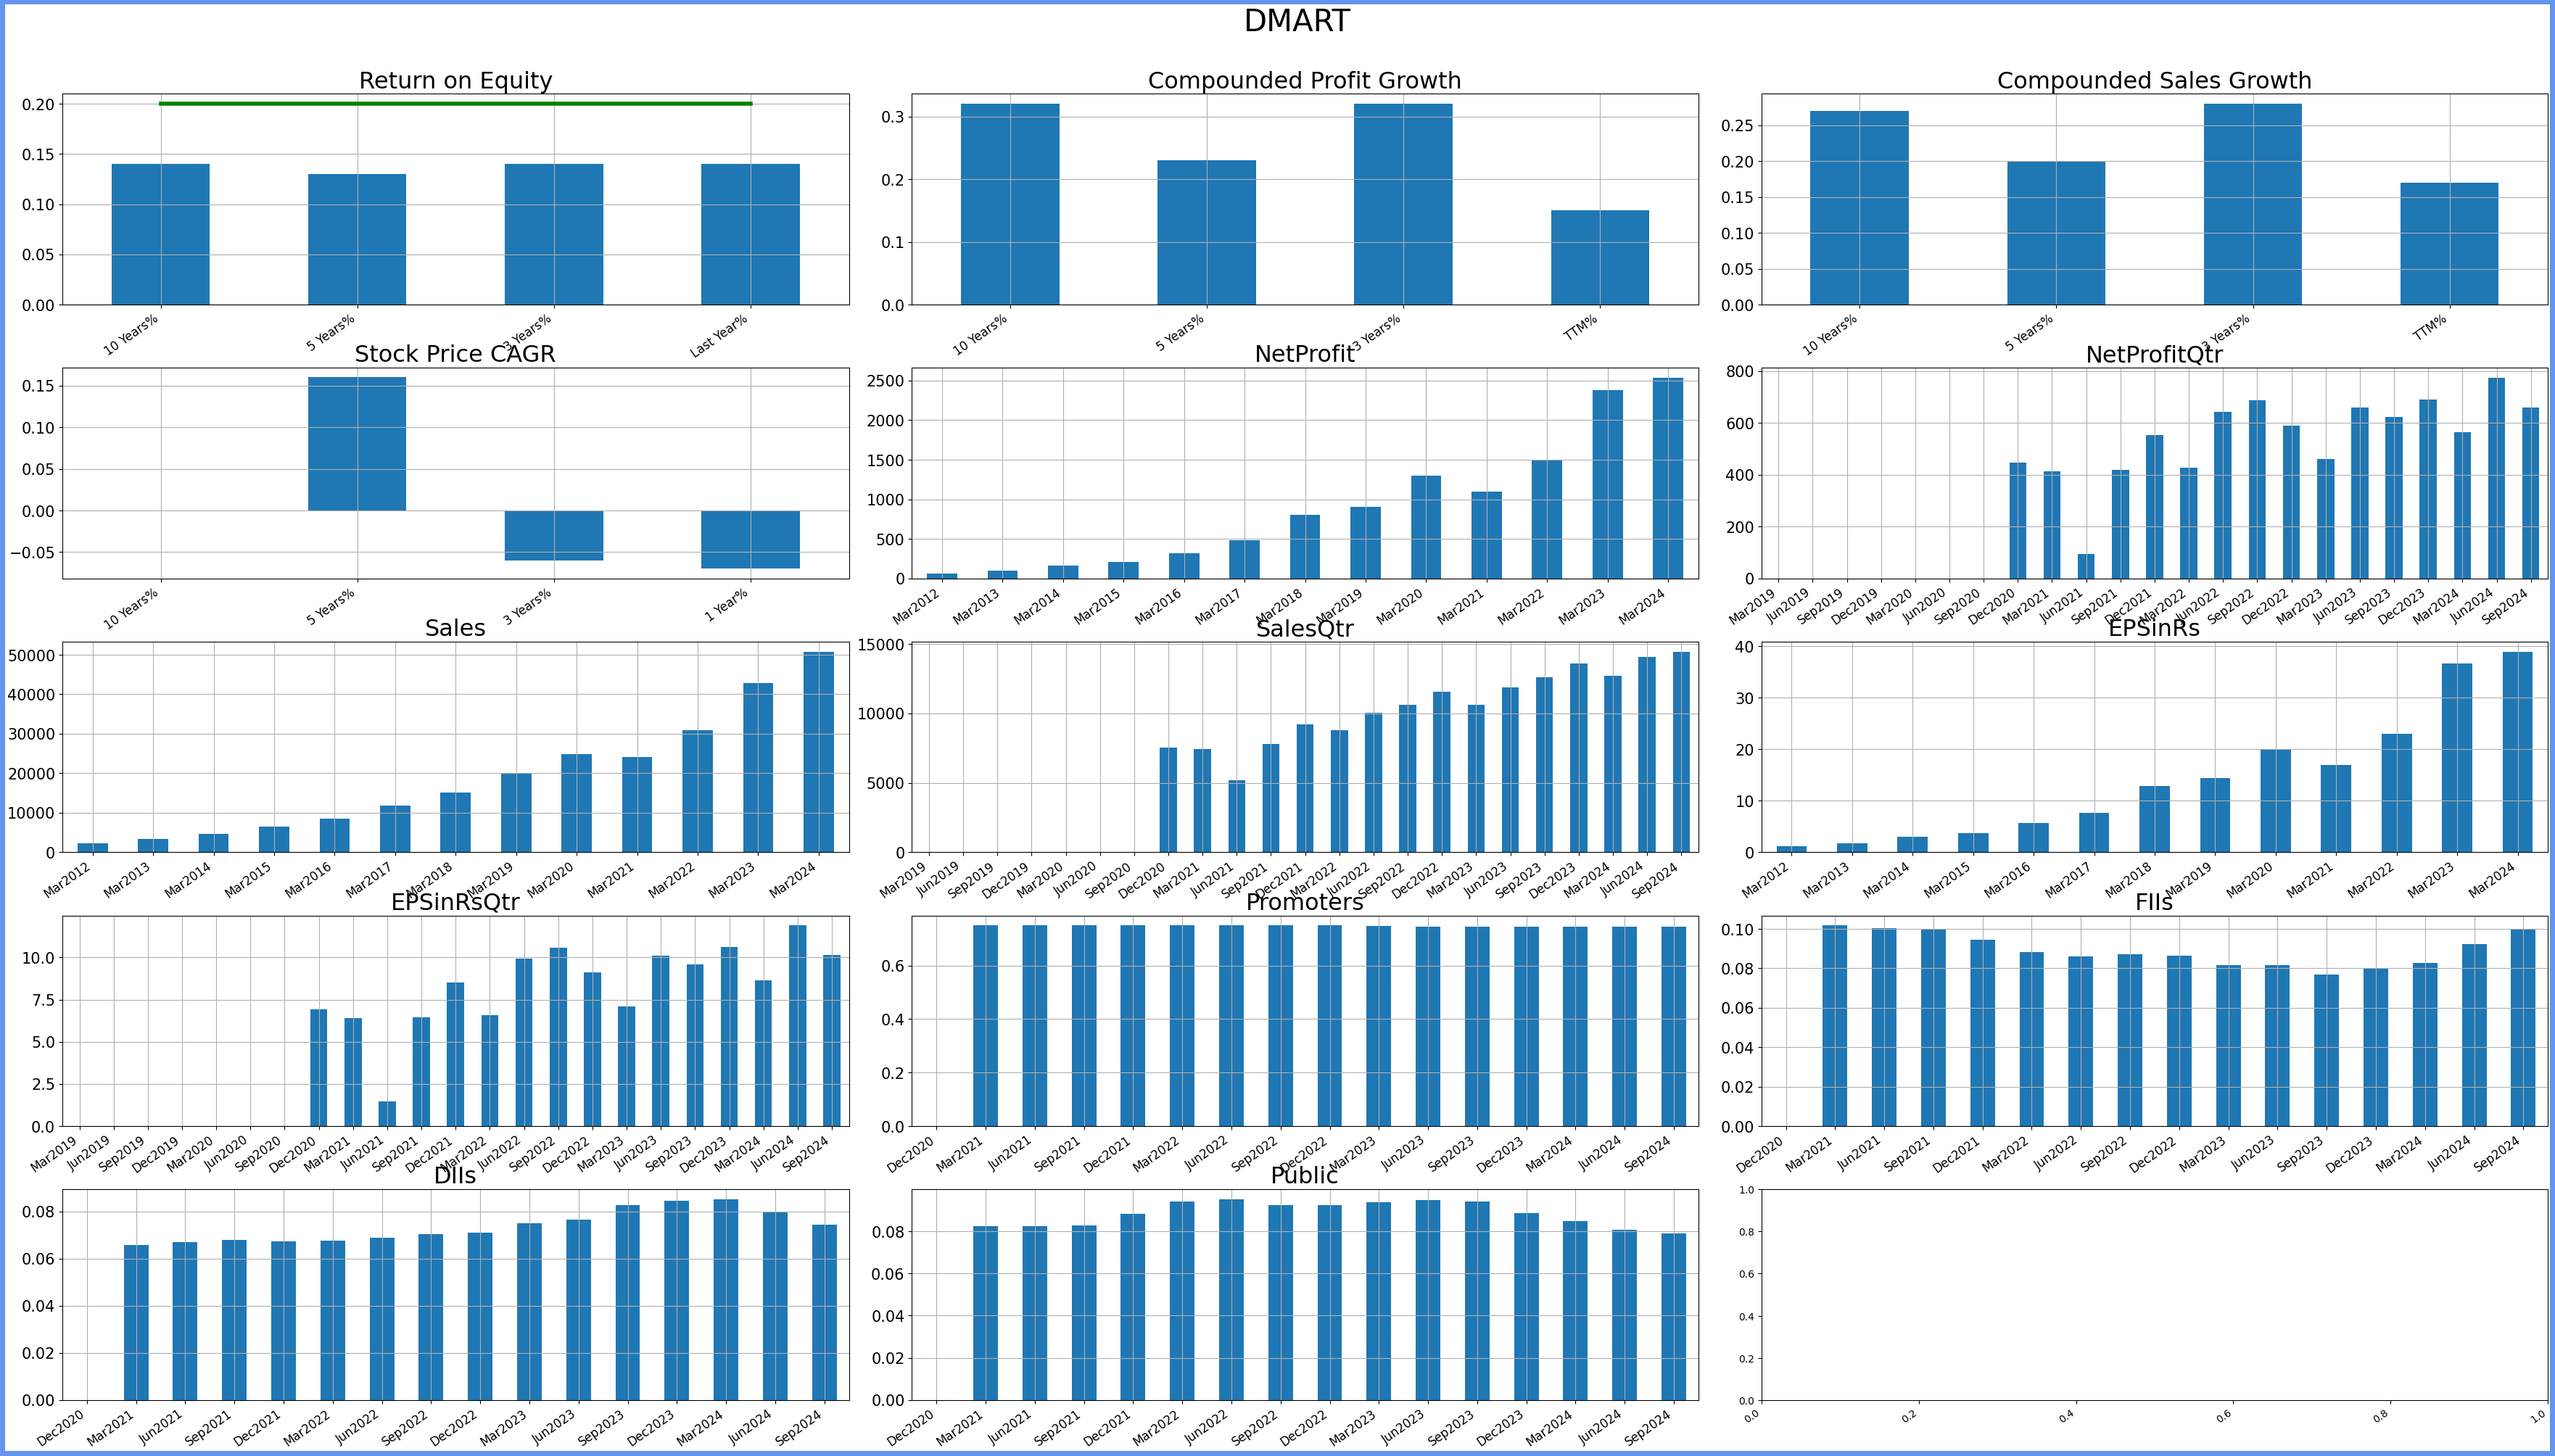 DMART
Return on Equity
0.20
0.15
0.10
0.05
0.00
10 Years%
5 Years%
3 Years%
Last Year%
Compounded Profit Growth
0.3
0.2
0.1
0.0
10 Years%
5 Years%
3 Years%
TTM%
Compounded Sales Growth
0.25
0.20
0.15
0.10
0.05
0.00
10 Years%
5 Years%
3 Years%
TTM%
Stock Price CAGR
0.15
0.10
0.05
0.00
−0.05
10 Years%
5 Years%
3 Years%
1 Year%
NetProfit
2500
2000
1500
1000
500
0
Mar2012
Mar2013
Mar2014
Mar2015
Mar2016
Mar2017
Mar2018
Mar2019
Mar2020
Mar2021
Mar2022
Mar2023
Mar2024
NetProfitQtr
800
600
400
200
0
Mar2019
Jun2019
Sep2019
Dec2019
Mar2020
Jun2020
Sep2020
Dec2020
Mar2021
Jun2021
Sep2021
Dec2021
Mar2022
Jun2022
Sep2022
Dec2022
Mar2023
Jun2023
Sep2023
Dec2023
Mar2024
Jun2024
Sep2024
Sales
50000
40000
30000
20000
10000
0
Mar2012
Mar2013
Mar2014
Mar2015
Mar2016
Mar2017
Mar2018
Mar2019
Mar2020
Mar2021
Mar2022
Mar2023
Mar2024
SalesQtr
15000
10000
5000
0
Mar2019
Jun2019
Sep2019
Dec2019
Mar2020
Jun2020
Sep2020
Dec2020
Mar2021
Jun2021
Sep2021
Dec2021
Mar2022
Jun2022
Sep2022
Dec2022
Mar2023
Jun2023
Sep2023
Dec2023
Mar2024
Jun2024
Sep2024
EPSinRs
40
30
20
10
0
Mar2012
Mar2013
Mar2014
Mar2015
Mar2016
Mar2017
Mar2018
Mar2019
Mar2020
Mar2021
Mar2022
Mar2023
Mar2024
EPSinRsQtr
10.0
7.5
5.0
2.5
0.0
Mar2019
Jun2019
Sep2019
Dec2019
Mar2020
Jun2020
Sep2020
Dec2020
Mar2021
Jun2021
Sep2021
Dec2021
Mar2022
Jun2022
Sep2022
Dec2022
Mar2023
Jun2023
Sep2023
Dec2023
Mar2024
Jun2024
Sep2024
Promoters
0.6
0.4
0.2
0.0
Dec2020
Mar2021
Jun2021
Sep2021
Dec2021
Mar2022
Jun2022
Sep2022
Dec2022
Mar2023
Jun2023
Sep2023
Dec2023
Mar2024
Jun2024
Sep2024
FIIs
0.10
0.08
0.06
0.04
0.02
0.00
Dec2020
Mar2021
Jun2021
Sep2021
Dec2021
Mar2022
Jun2022
Sep2022
Dec2022
Mar2023
Jun2023
Sep2023
Dec2023
Mar2024
Jun2024
Sep2024
DIIs
0.08
0.06
0.04
0.02
0.00
Dec2020
Mar2021
Jun2021
Sep2021
Dec2021
Mar2022
Jun2022
Sep2022
Dec2022
Mar2023
Jun2023
Sep2023
Dec2023
Mar2024
Jun2024
Sep2024
Public
0.08
0.06
0.04
0.02
0.00
Dec2020
Mar2021
Jun2021
Sep2021
Dec2021
Mar2022
Jun2022
Sep2022
Dec2022
Mar2023
Jun2023
Sep2023
Dec2023
Mar2024
Jun2024
Sep2024
1.0
0.8
0.6
0.4
0.2
0.0
0.0
0.2
0.4
0.6
0.8
1.0